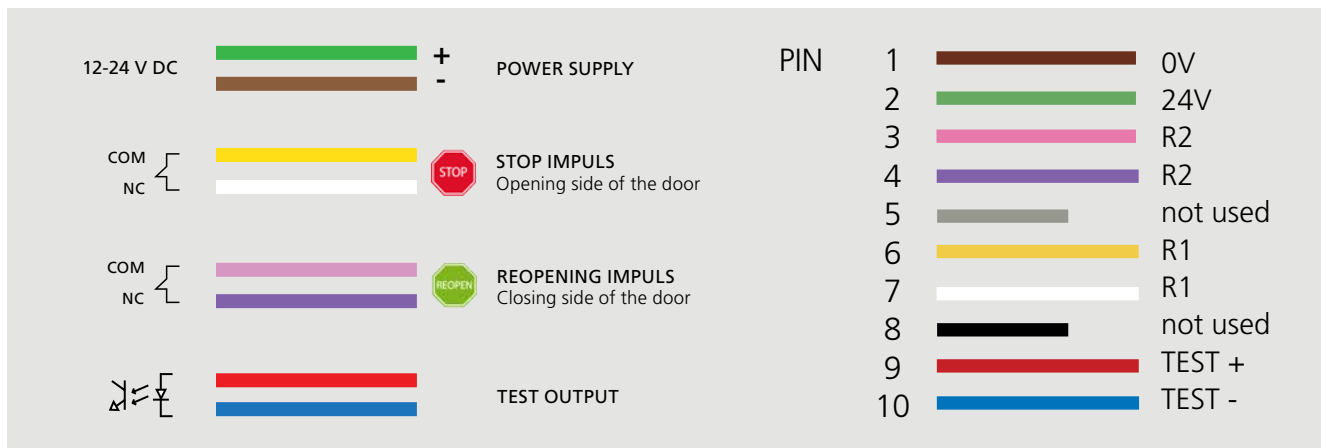 12-24 V DC
+
-
POWER SUPPLY
COM
NC
STOP
STOP IMPULS
Opening side of the door
COM
NC
REOPEN
REOPENING IMPULS
Closing side of the door
TEST OUTPUT
PIN 1 0V
2 24V
3 R2
4 R2
5 not used
6 R1
7 R1
8 not used
9 TEST +
10 TEST -